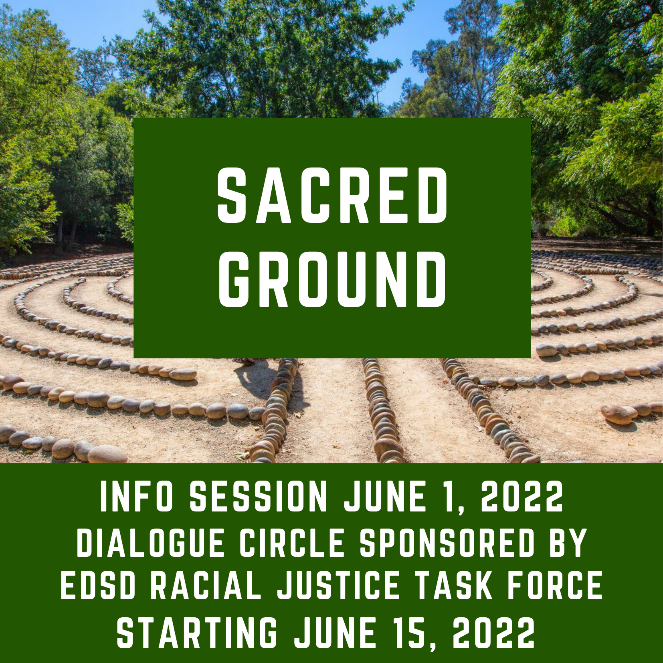 SACRED
GROUND
INFO SESSION JUNE 1, 2022
DIALOGUE CIRCLE SPONSORED BY
EDSD RACIAL JUSTICE TASK FORCE
STARTING JUNE 15, 2022